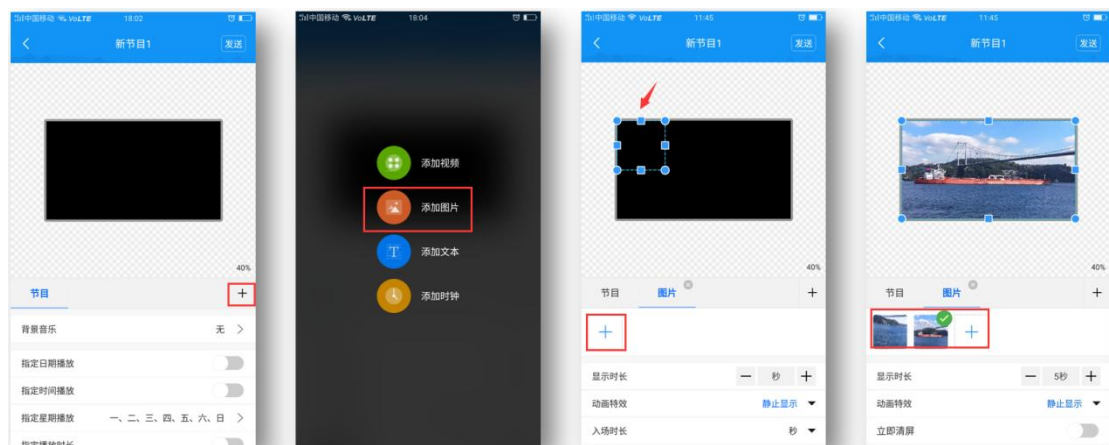 中国移动 VoLTE 18:02
新节目1 发送
40%
节目 +
背景音乐 无 >
指定日期播放
指定时间播放
指定星期播放 一、二、三、四、五、六、日 >
指定播放时长
中国移动 VoLTE 18:04
添加视频
添加图片
添加文本
添加时钟
中国移动 VoLTE 11:45
新节目1 发送
40%
节目 图片 +
+
显示时长 — 秒 +
动画特效 静止显示
入场时长 秒
中国移动 VoLTE 11:45
新节目1 发送
40%
节目 图片 +
+
显示时长 — 5秒 +
动画特效 静止显示
立即清屏